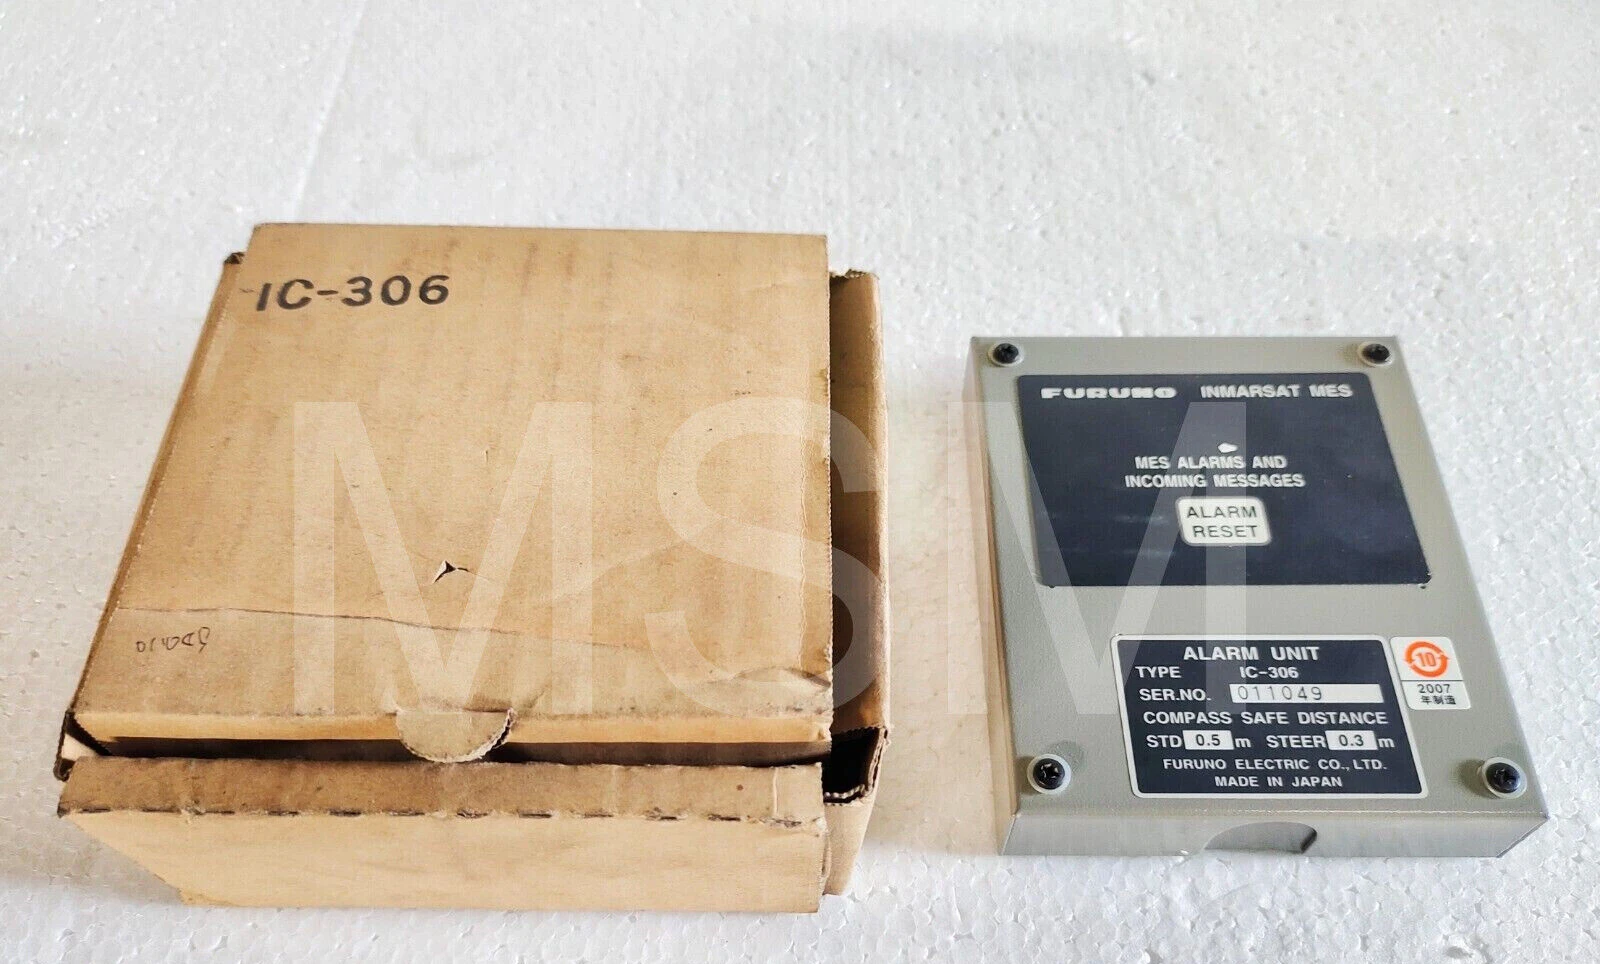 IC-306
FURUNO INMARSAT MES
MES ALARMS AND
INCOMING MESSAGES
ALARM
RESET
ALARM UNIT
TYPE IC-306
SER.NO. 011049
COMPASS SAFE DISTANCE
STD 0.5 m STEER 0.3 m
FURUNO ELECTRIC CO., LTD.
MADE IN JAPAN
10
2007
年制造
MSM